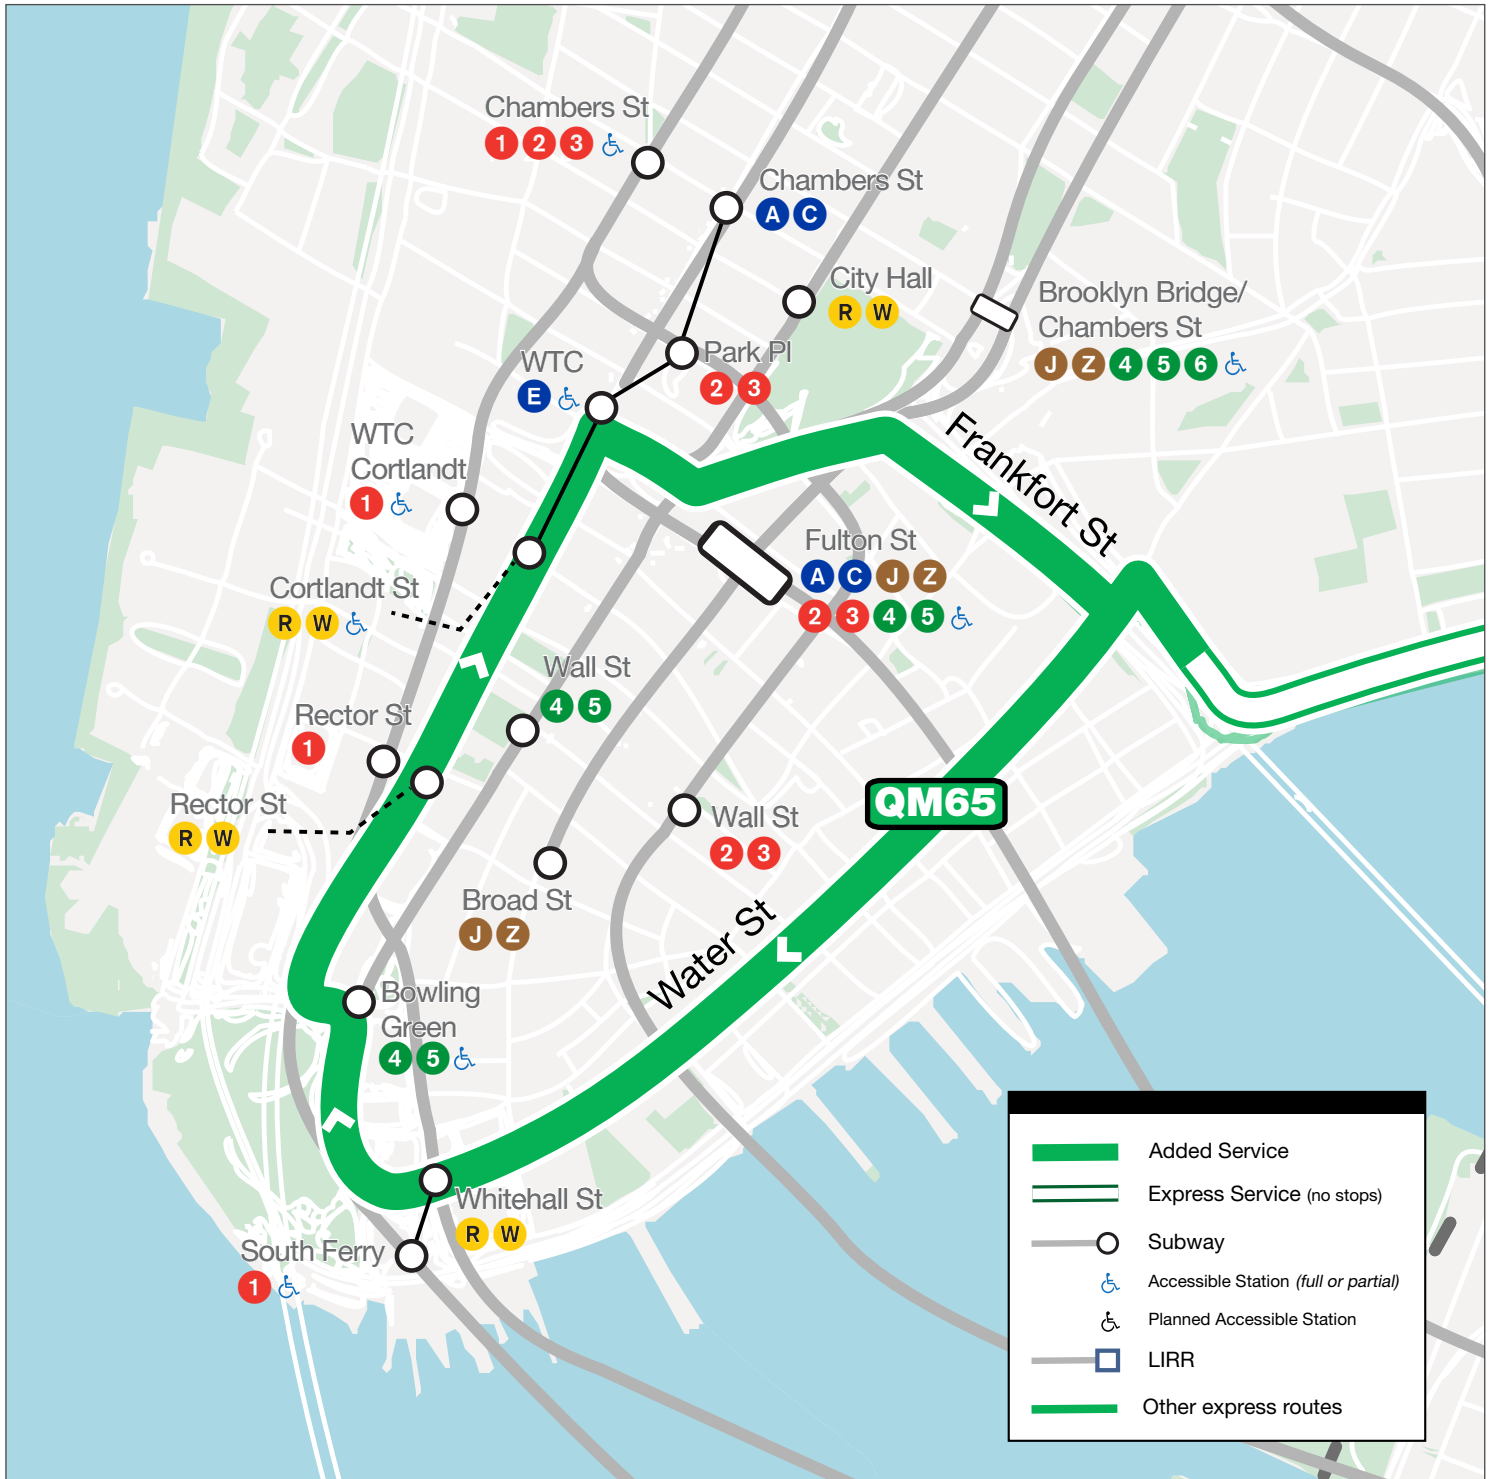 Chambers St
1 2 3
Chambers St
A C
City Hall
R W
Brooklyn Bridge/
Chambers St
J Z 4 5 6
Park Pl
2 3
WTC
E
WTC
Cortlandt
1
Frankfort St
Fulton St
A C J Z
2 3 4 5
Cortlandt St
R W
Wall St
4 5
Rector St
1
Rector St
R W
QM65
Wall St
2 3
Broad St
J Z
Water St
Bowling
Green
4 5
Whitehall St
R W
South Ferry
1
Added Service
Express Service (no stops)
Subway
Accessible Station (full or partial)
Planned Accessible Station
LIRR
Other express routes